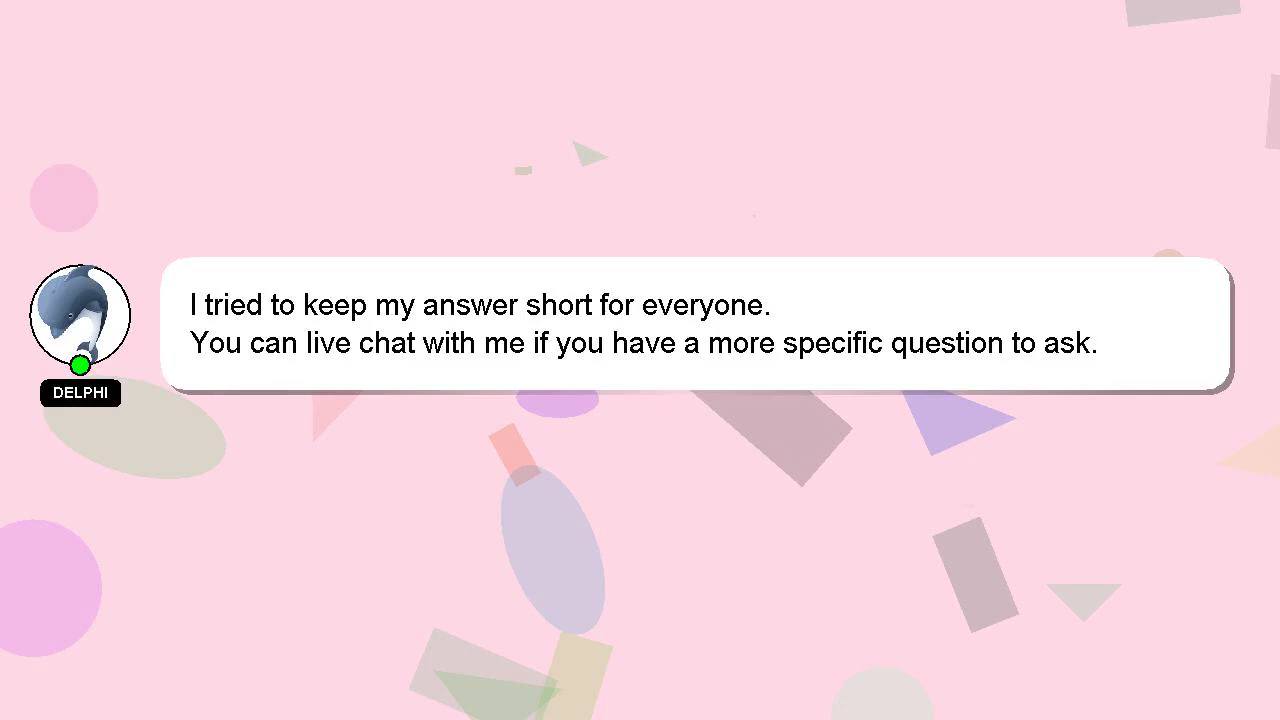 I tried to keep my answer short for everyone.
You can live chat with me if you have a more specific question to ask.
DELPHI